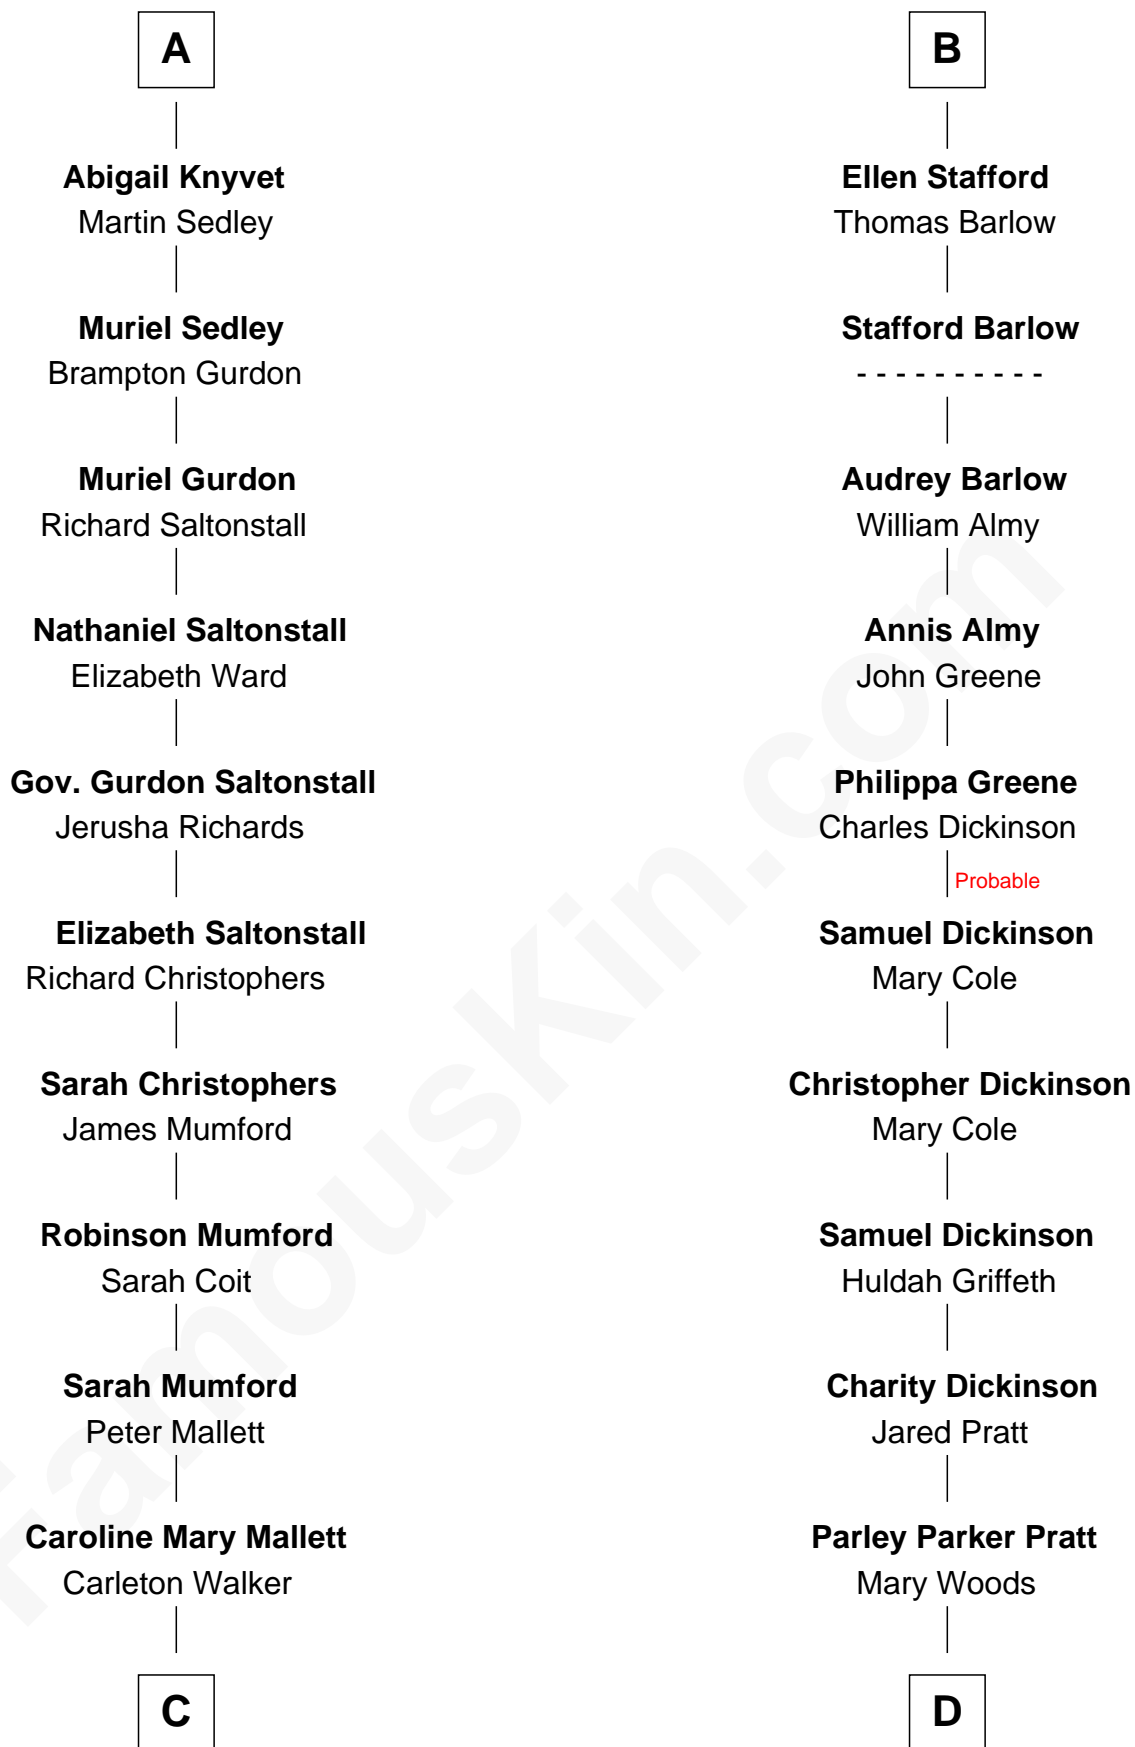 A
Abigail Knyvet
Martin Sedley
Muriel Sedley
Brampton Gurdon
Muriel Gurdon
Richard Saltonstall
Nathaniel Saltonstall
Elizabeth Ward
Gov. Gurdon Saltonstall
Jerusha Richards
Elizabeth Saltonstall
Richard Christophers
Sarah Christophers
James Mumford
Robinson Mumford
Sarah Coit
Sarah Mumford
Peter Mallett
Caroline Mary Mallett
Carleton Walker
C
B
Ellen Stafford
Thomas Barlow
Stafford Barlow
- - - - - - - - - -
Audrey Barlow
William Almy
Annis Almy
John Greene
Philippa Greene
Charles Dickinson
Probable
Samuel Dickinson
Mary Cole
Christopher Dickinson
Mary Cole
Samuel Dickinson
Huldah Griffeth
Charity Dickinson
Jared Pratt
Parley Parker Pratt
Mary Woods
D
FamousKin.com